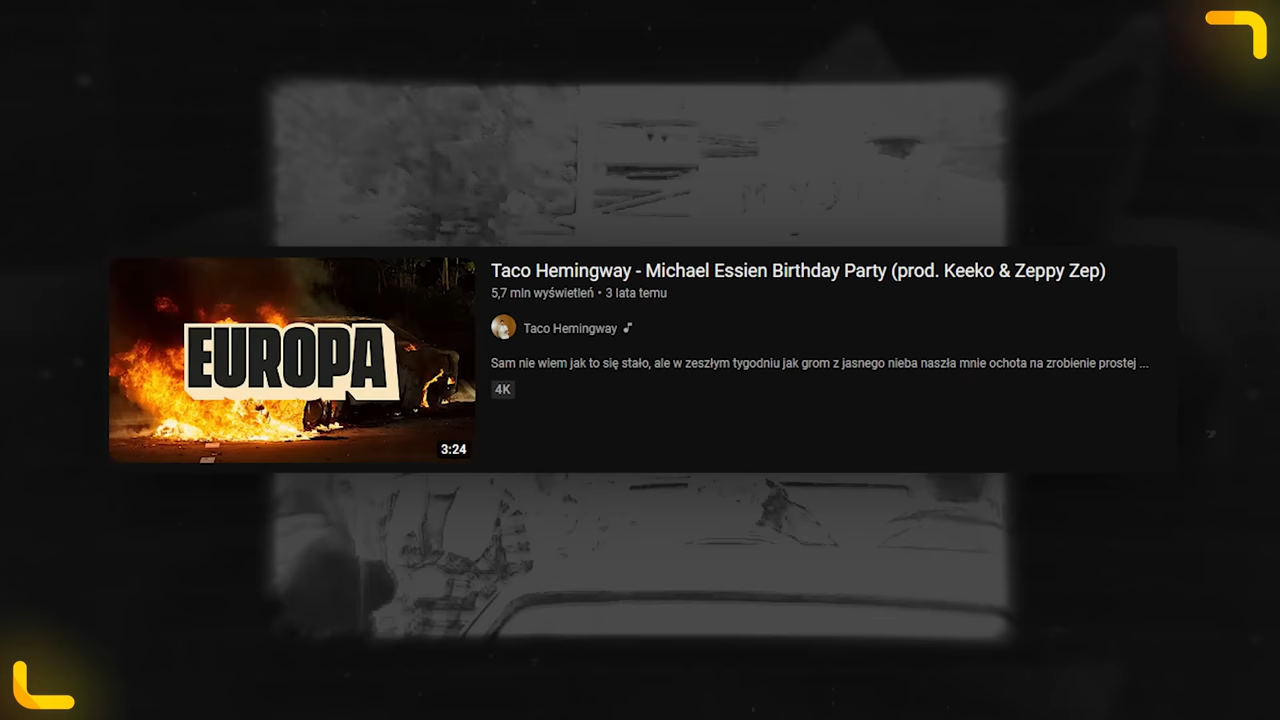 Taco Hemingway - Michael Essien Birthday Party (prod. Keeko & Zeppy Zep)
5,7 mln wyświetleń • 3 lata temu
Taco Hemingway
Sam nie wiem jak to się stało, ale w zeszłym tygodniu jak grom z jasnego nieba naszła mnie ochota na zrobienie prostej ...
4K
EUROPA
3:24